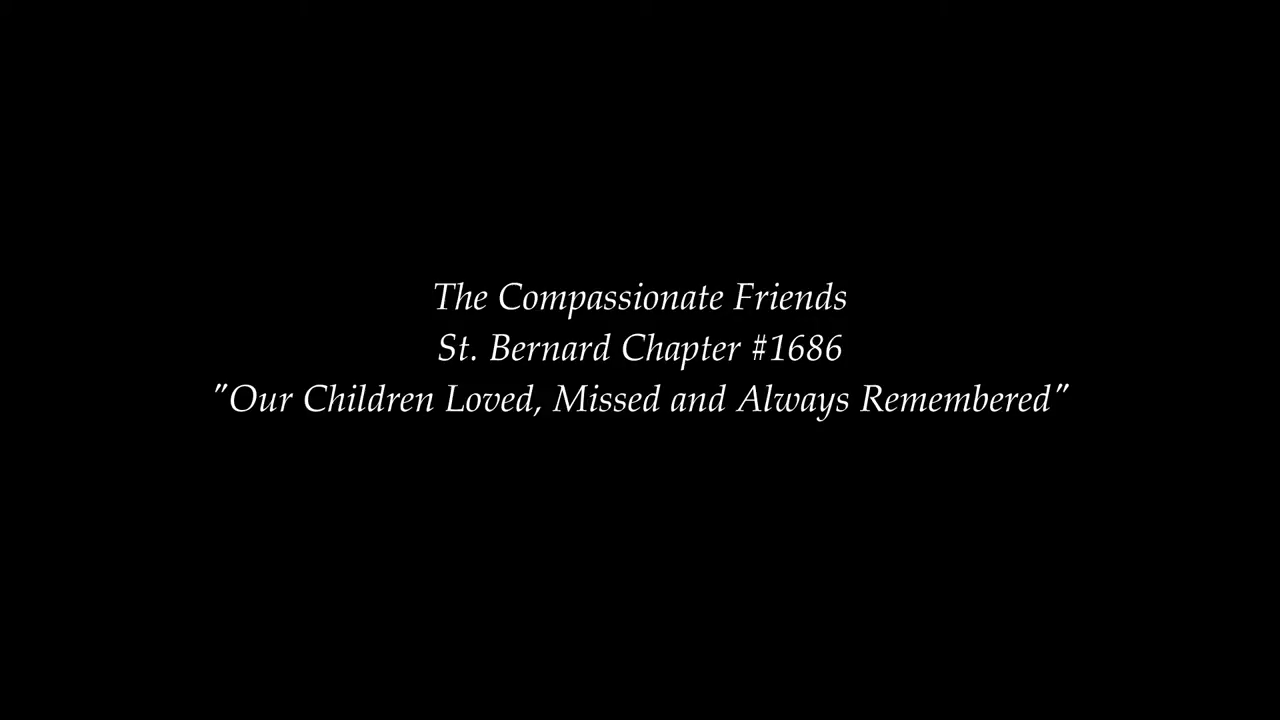 The Compassionate Friends
St. Bernard Chapter #1686
"Our Children Loved, Missed and Always Remembered"